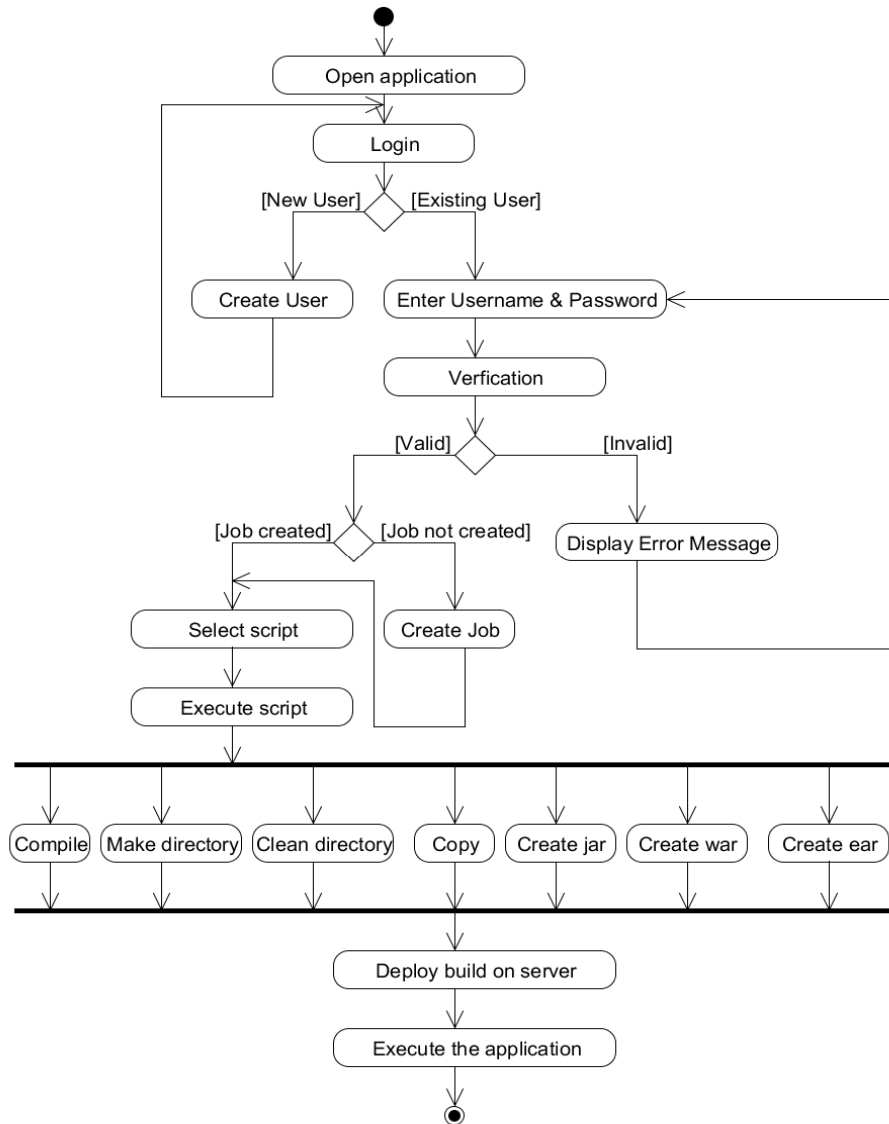 Open application
Login
[New User]
[Existing User]
Create User
Enter Username & Password
Verfication
[Valid]
[Invalid]
[Job created]
[Job not created]
Display Error Message
Select script
Create Job
Execute script
Compile
Make directory
Clean directory
Copy
Create jar
Create war
Create ear
Deploy build on server
Execute the application